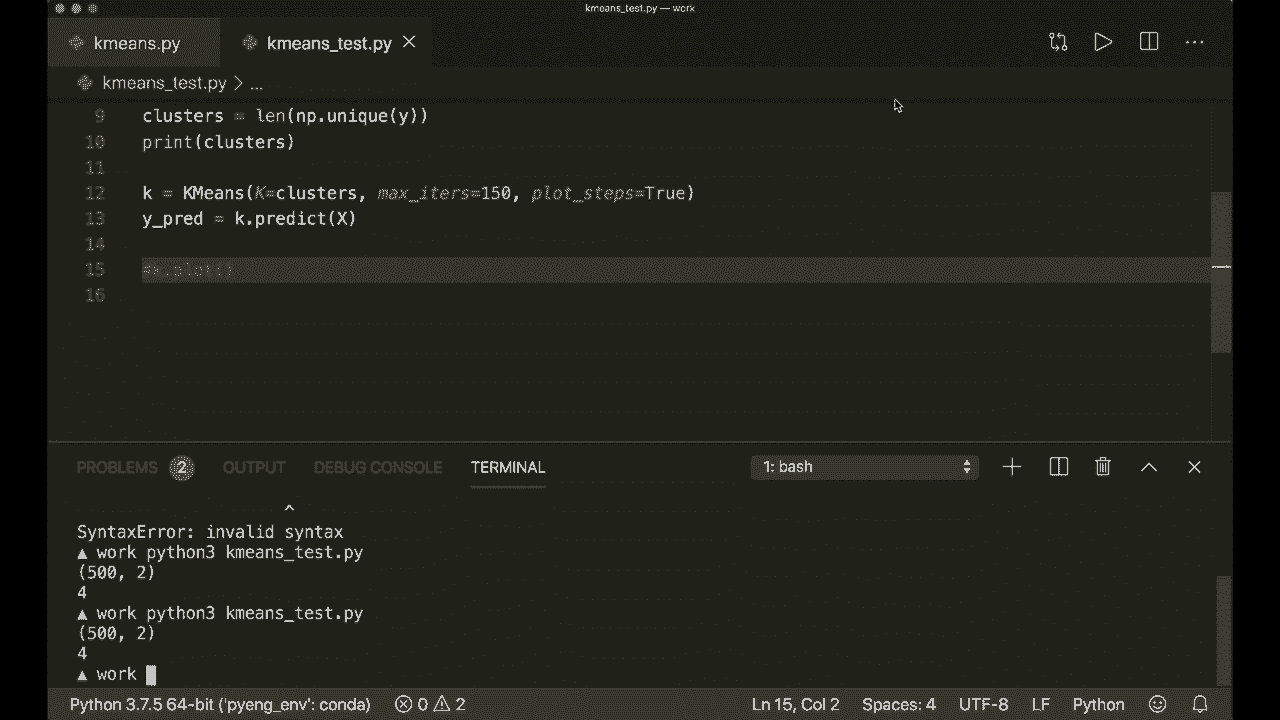 kmeans_test.py — work
kmeans.py kmeans_test.py
kmeans_test.py > ...
9 clusters = len(np.unique(y))
10 print(clusters)
11
12 k = KMeans(K=clusters, max_iters=150, plot_steps=True)
13 y_pred = k.predict(X)
14
15 #k.plot()
16
PROBLEMS 2 OUTPUT DEBUG CONSOLE TERMINAL 1: bash
^
SyntaxError: invalid syntax
▲ work python3 kmeans_test.py
(500, 2)
4
▲ work python3 kmeans_test.py
(500, 2)
4
▲ work
Python 3.7.5 64-bit ('pyeng_env': conda) 0 2 Ln 15, Col 2 Spaces: 4 UTF-8 LF Python